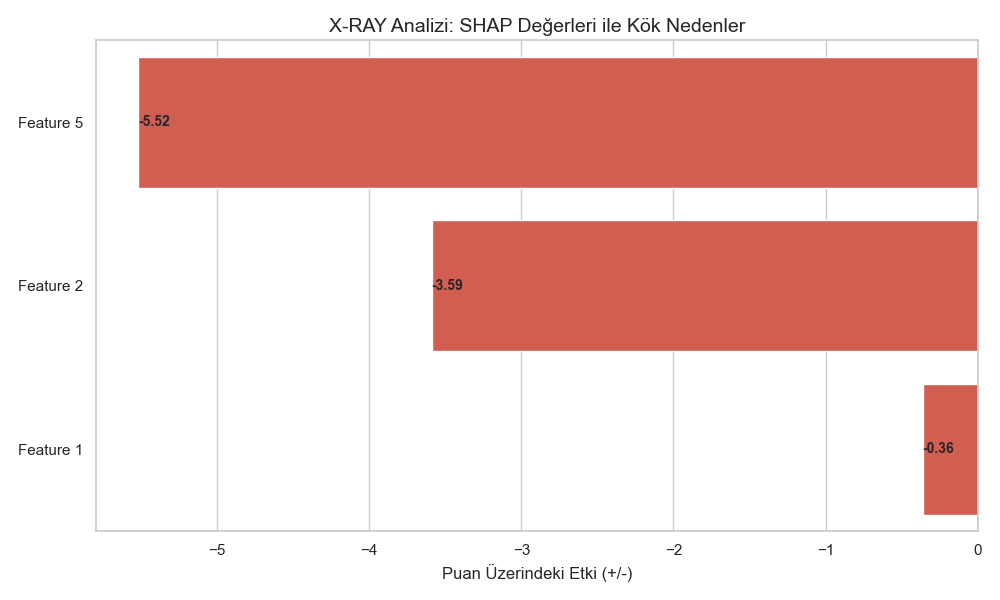 X-RAY Analizi: SHAP Değerleri ile Kök Nedenler
Feature 5
-5.52
Feature 2
-3.59
Feature 1
-0.36
−5 −4 −3 −2 −1 0
Puan Üzerindeki Etki (+/-)